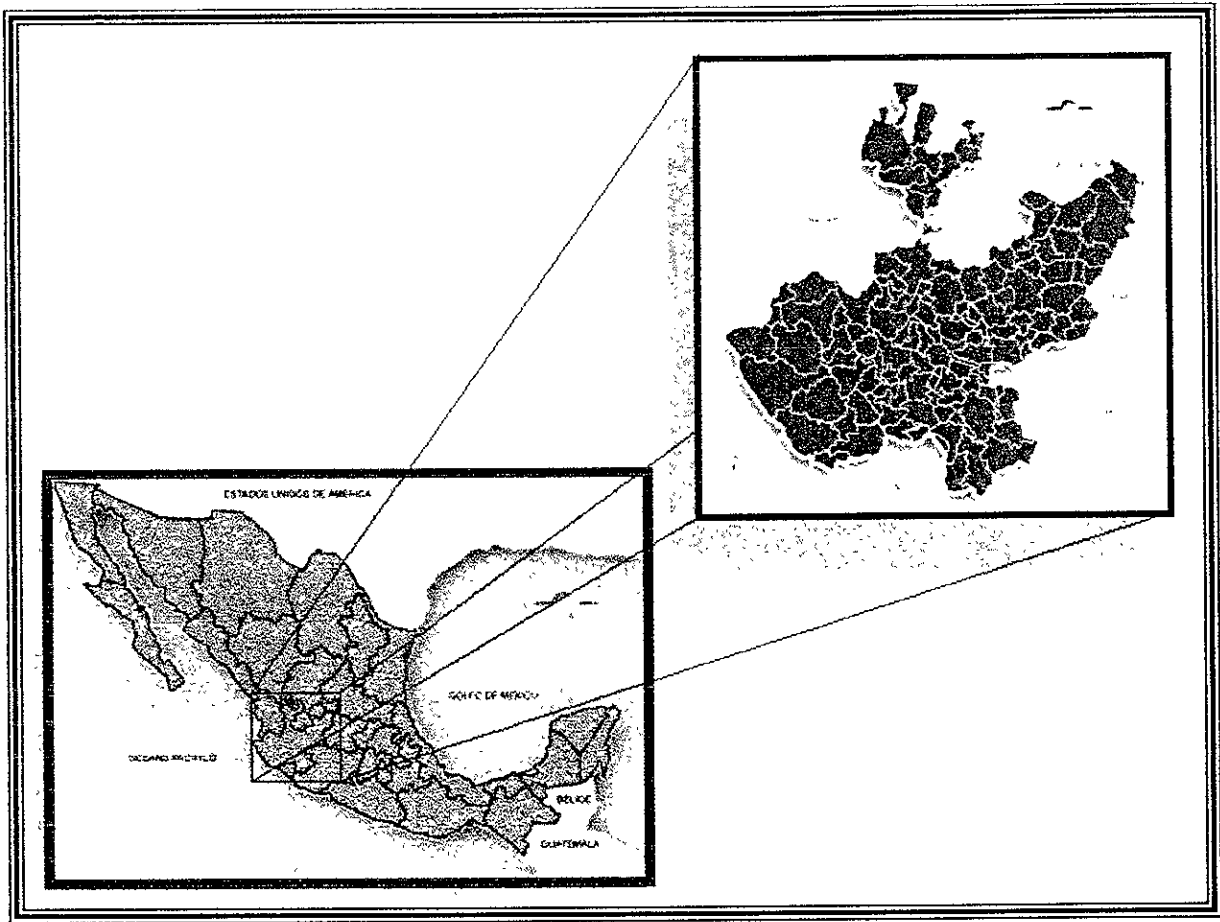 ESTADOS UNIDOS DE AMERICA
GOLFO DE MEXICO
OCEANO PACIFICO
BELICE
GUATEMALA